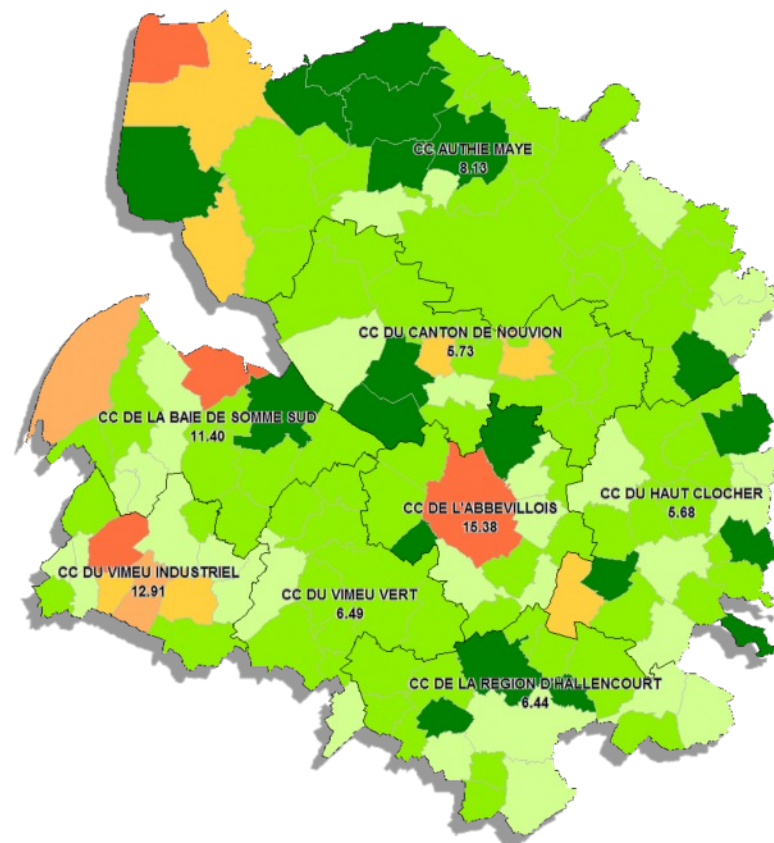 CC AUTHIE MAYE
8.13
CC DU CANTON DE NOUVION
5.73
CC DE LA BAIE DE SOMME SUD
11.40
CC DE L'ABBEVILLOIS
15.38
CC DU HAUT CLOCHER
5.68
CC DU VIMEU INDUSTRIEL
12.91
CC DU VIMEU VERT
6.49
CC DE LA REGION D'HALLENCOURT
6.44